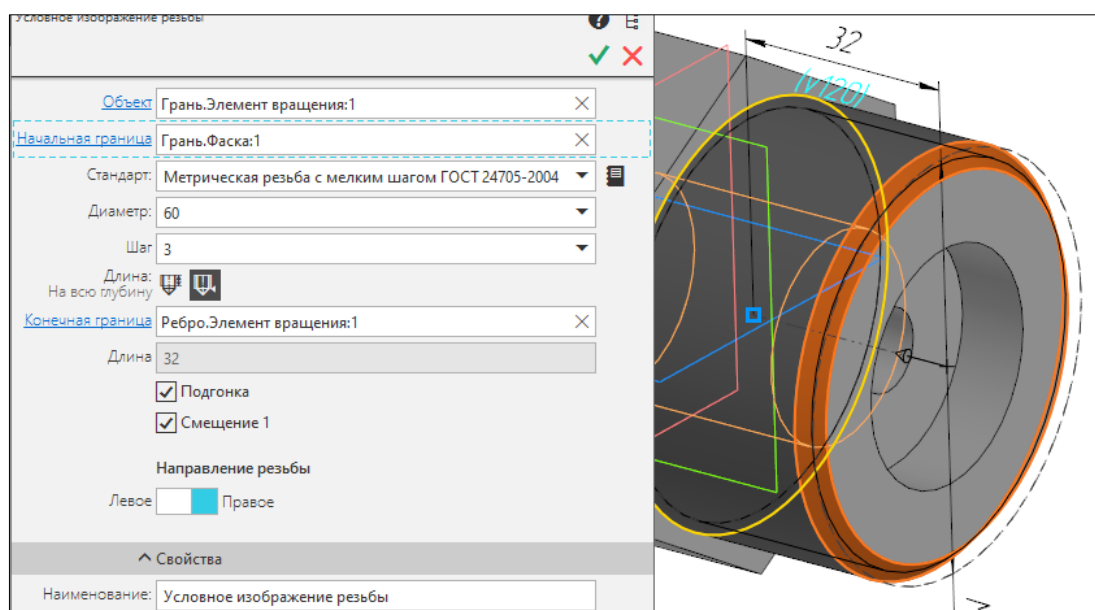 Условное изображение резьбы
Объект Грань.Элемент вращения:1
Начальная граница Грань.Фаска:1
Стандарт: Метрическая резьба с мелким шагом ГОСТ 24705-2004
Диаметр: 60
Шаг 3
Длина:
На всю глубину
Конечная граница Ребро.Элемент вращения:1
Длина 32
Подгонка
Смещение 1
Направление резьбы
Левое Правое
Свойства
Наименование: Условное изображение резьбы
32
(v120)